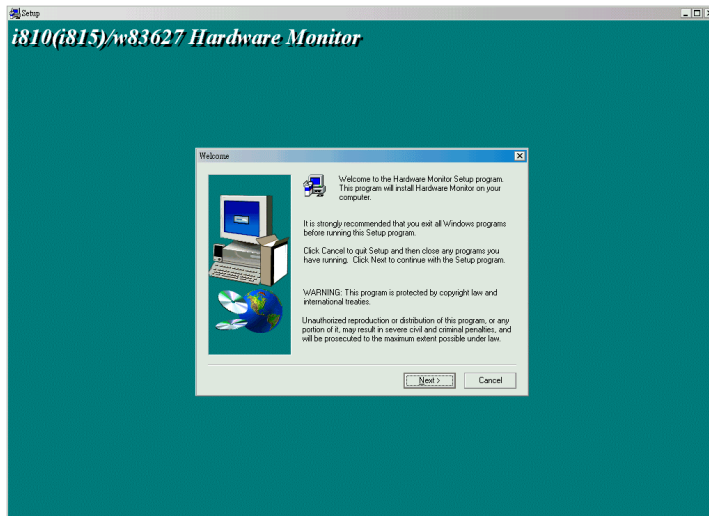 Setup
i810(i815)/w83627 Hardware Monitor
Welcome
Welcome to the Hardware Monitor Setup program.
This program will install Hardware Monitor on your
computer.
It is strongly recommended that you exit all Windows programs
before running this Setup program.
Click Cancel to quit Setup and then close any programs you
have running. Click Next to continue with the Setup program.
WARNING: This program is protected by copyright law and
international treaties.
Unauthorized reproduction or distribution of this program, or any
portion of it, may result in severe civil and criminal penalties, and
will be prosecuted to the maximum extent possible under law.
Next >
Cancel